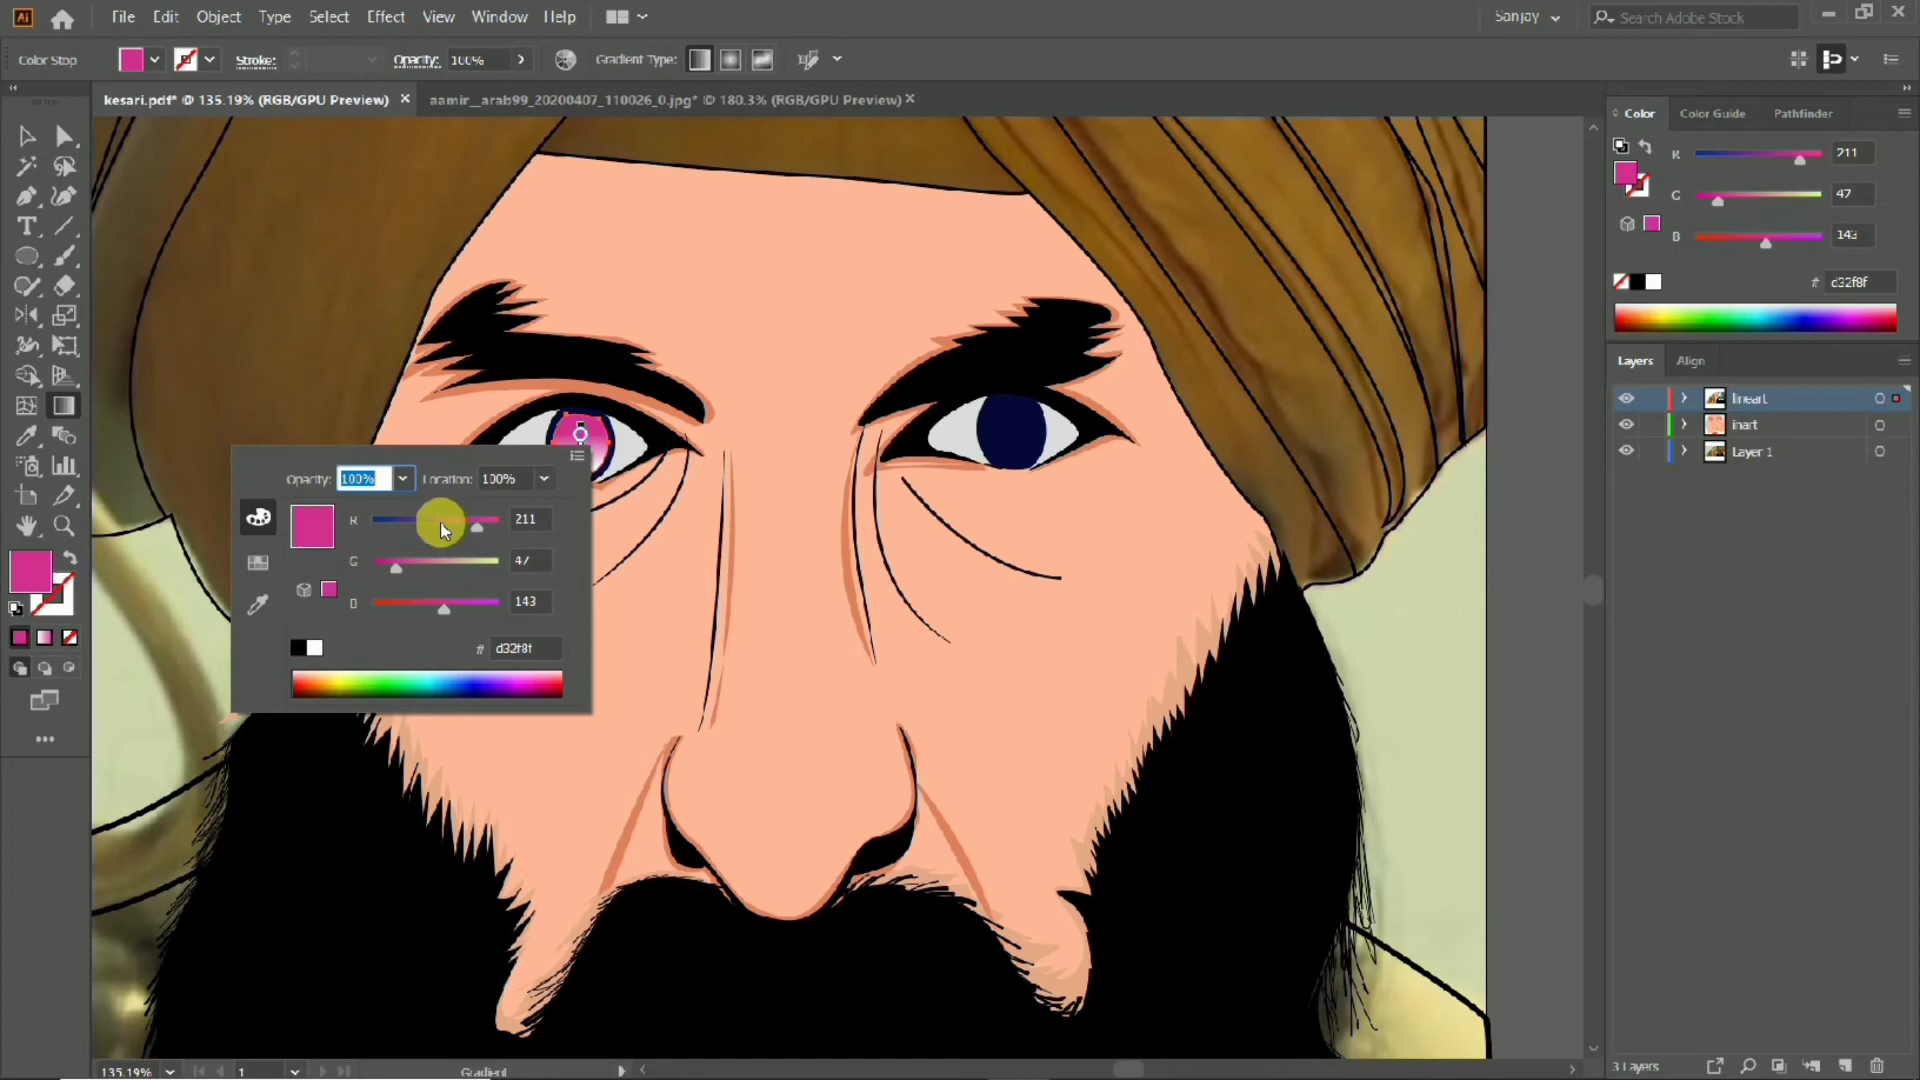 Ai File Edit Object Type Select Effect View Window Help Sanjay Search Adobe Stock
Color Stop Stroke: Opacity: 100% Gradient Type:
kesari.pdf* @ 135.19% (RGB/GPU Preview) × aamir__arab99_20200407_110026_0.jpg* @ 180.3% (RGB/GPU Preview) ×
Color Color Guide Pathfinder
R 211
G 47
B 143
# d32f8f
Layers Align
lineart
inart
Layer 1
Opacity: 100% Location: 100%
R 211
G 47
B 143
# d32f8f
135.19% 1 Gradient
3 Layers